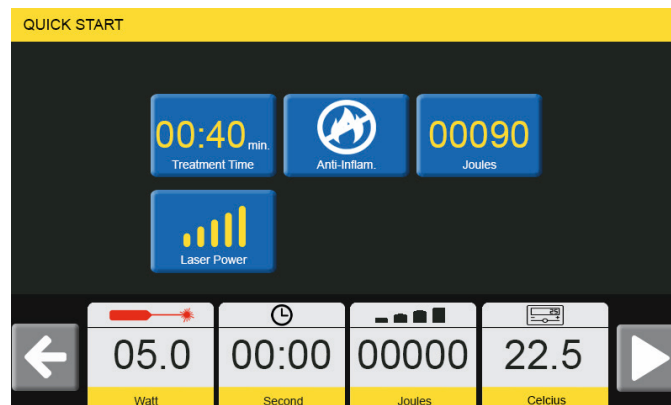 QUICK START
00:40 min.
Treatment Time
Anti-Inflam.
00090
Joules
Laser Power
25
05.0
00:00
00000
22.5
Watt
Second
Joules
Celcius